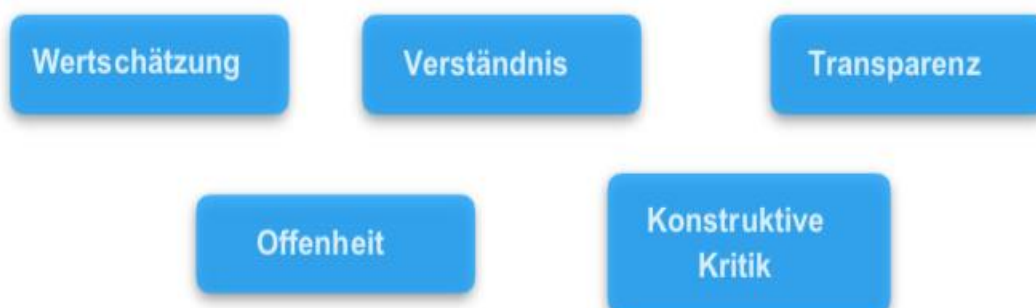 Wertschätzung
Verständnis
Transparenz
Offenheit
Konstruktive
Kritik